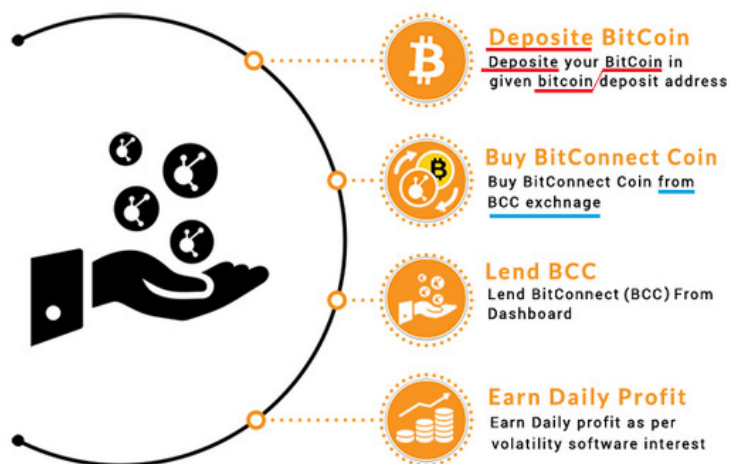 Deposite BitCoin
Deposite your BitCoin in
given bitcoin/deposit address
Buy BitConnect Coin
Buy BitConnect Coin from
BCC exchnage
Lend BCC
Lend BitConnect (BCC) From
Dashboard
Earn Daily Profit
Earn Daily profit as per
volatility software interest